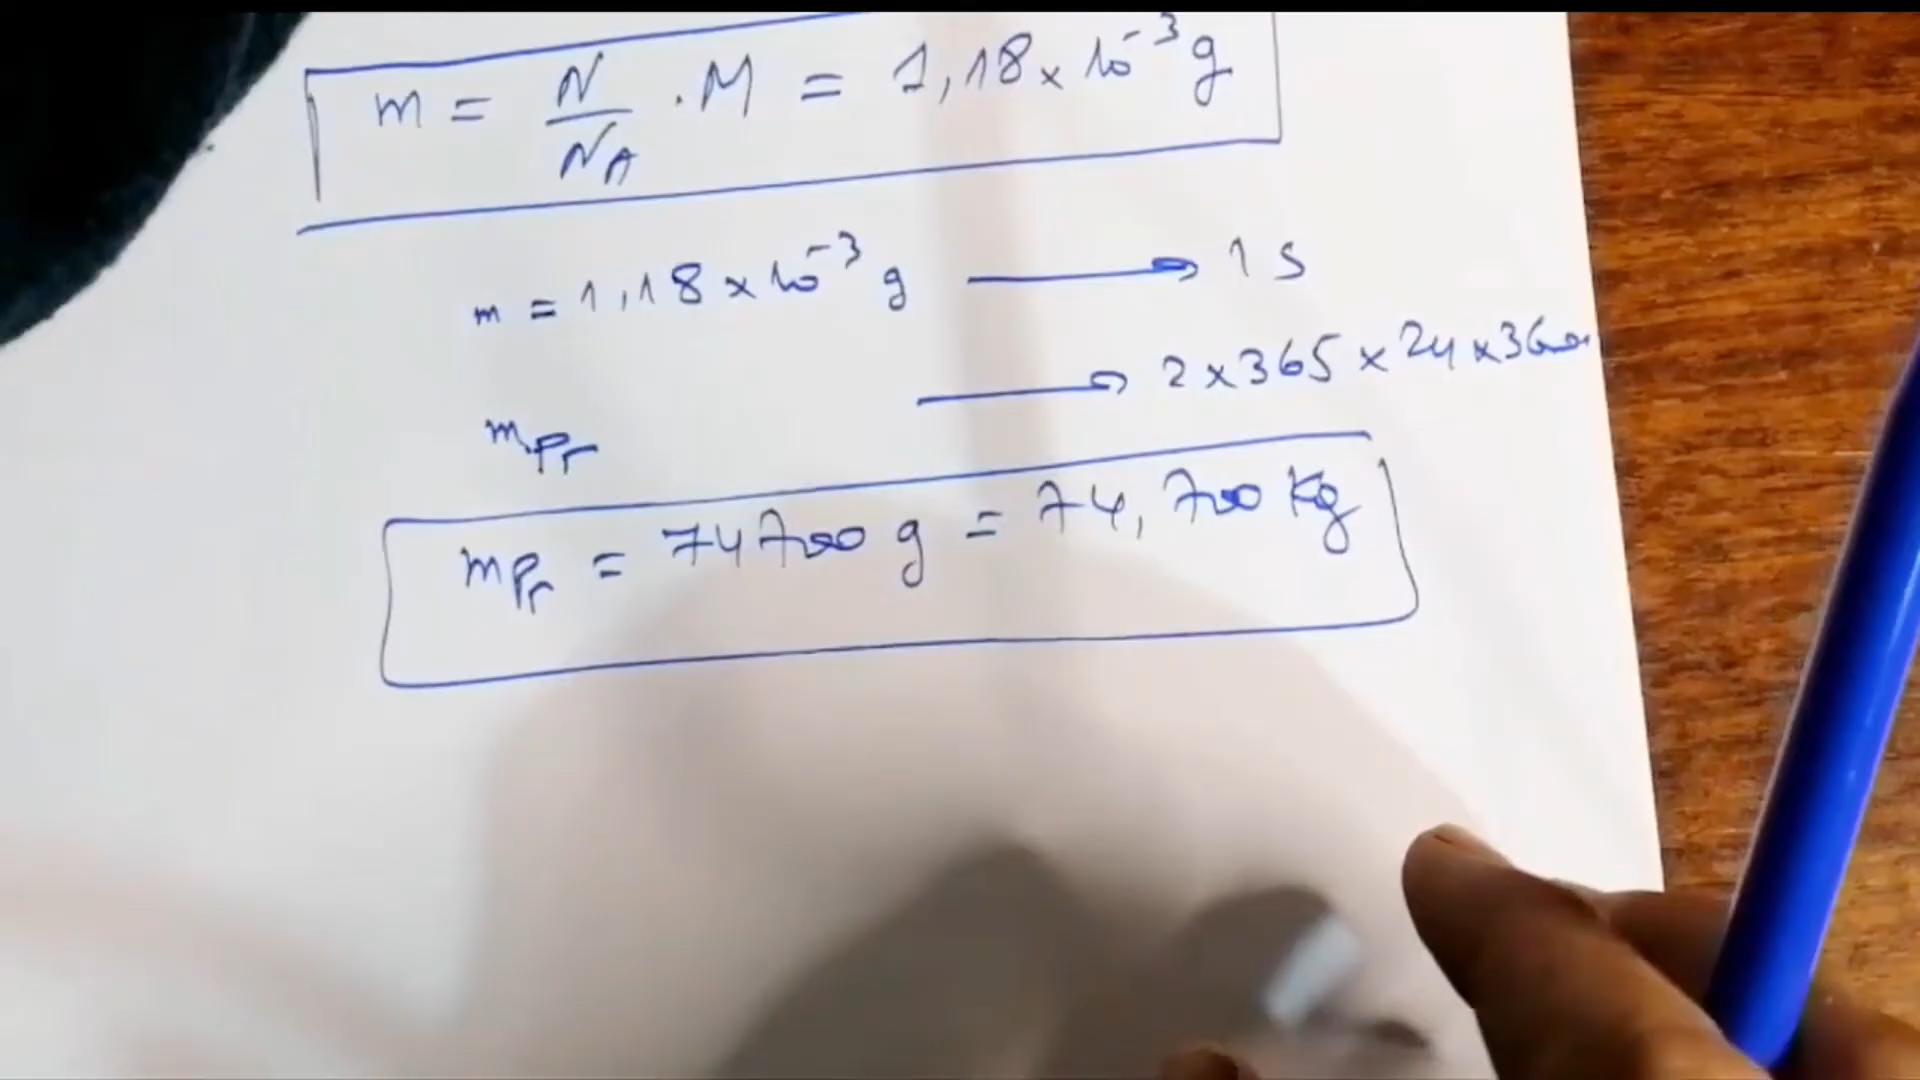 m = N/N_A . M = 1,18 x 10^-3 g
m = 1,18 x 10^-3 g → 1 s
m_Pr → 2 x 365 x 24 x 3600
m_Pr = 74700 g = 74,700 Kg